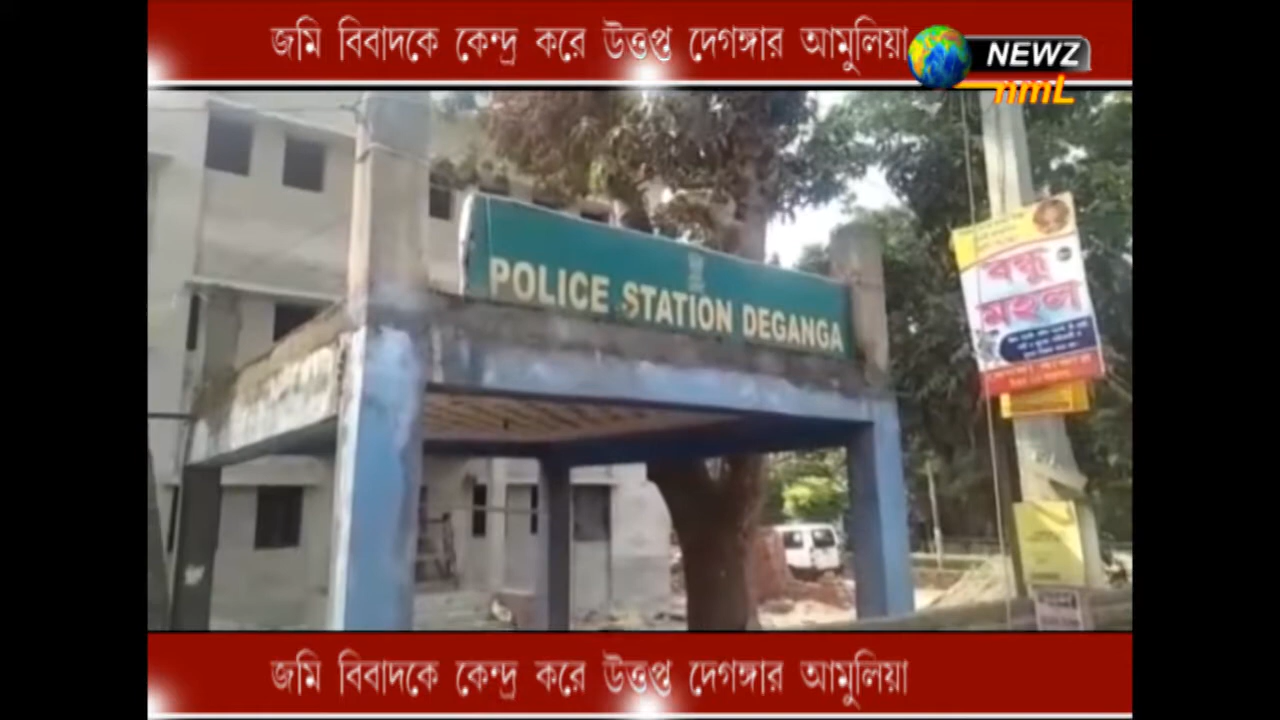 জমি বিবাদকে কেন্দ্র করে উত্তপ্ত দেগঙ্গার আমুলিয়া
NEWZ
nmL
POLICE STATION DEGANGA
বন্ধু
মহল
জমি বিবাদকে কেন্দ্র করে উত্তপ্ত দেগঙ্গার আমুলিয়া